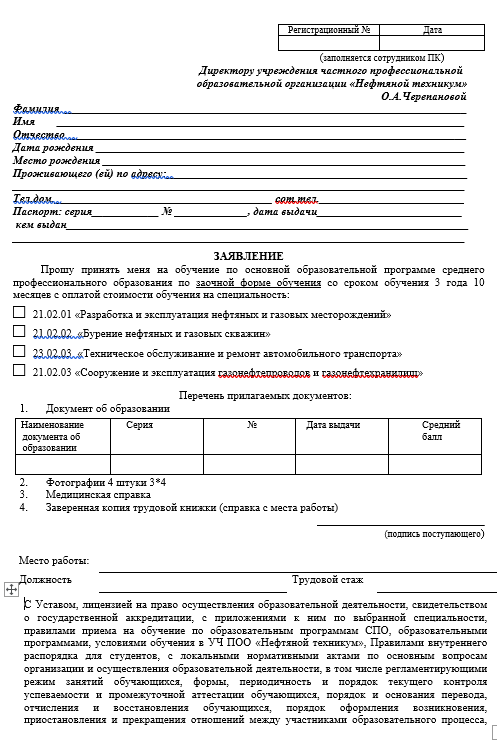 Регистрационный № Дата
(заполняется сотрудником ПК)
Директору учреждения частного профессиональной
образовательной организации «Нефтяной техникум»
О.А.Черепановой
Фамилия
Имя
Отчество
Дата рождения
Место рождения
Проживающего (ей) по адресу:
Тел.дом. сот.тел.
Паспорт: серия № , дата выдачи
кем выдан
ЗАЯВЛЕНИЕ
Прошу принять меня на обучение по основной образовательной программе среднего
профессионального образования по заочной форме обучения со сроком обучения 3 года 10
месяцев с оплатой стоимости обучения на специальность:
21.02.01 «Разработка и эксплуатация нефтяных и газовых месторождений»
21.02.02 «Бурение нефтяных и газовых скважин»
23.02.03 «Техническое обслуживание и ремонт автомобильного транспорта»
21.02.03 «Сооружение и эксплуатация газонефтепроводов и газонефтехранилищ»
Перечень прилагаемых документов:
1. Документ об образовании
Наименование документа об образовании Серия № Дата выдачи Средний балл
2. Фотографии 4 штуки 3*4
3. Медицинская справка
4. Заверенная копия трудовой книжки (справка с места работы)
(подпись поступающего)
Место работы:
Должность Трудовой стаж
С Уставом, лицензией на право осуществления образовательной деятельности, свидетельством
о государственной аккредитации, с приложениями к ним по выбранной специальности,
правилами приема на обучение по образовательным программам СПО, образовательными
программами, условиями обучения в УЧ ПОО «Нефтяной техникум», Правилами внутреннего
распорядка для студентов, с локальными нормативными актами по основным вопросам
организации и осуществления образовательной деятельности, в том числе регламентирующими
режим занятий обучающихся, формы, периодичность и порядок текущего контроля
успеваемости и промежуточной аттестации обучающихся, порядок и основания перевода,
отчисления и восстановления обучающихся, порядок оформления возникновения,
приостановления и прекращения отношений между участниками образовательного процесса,